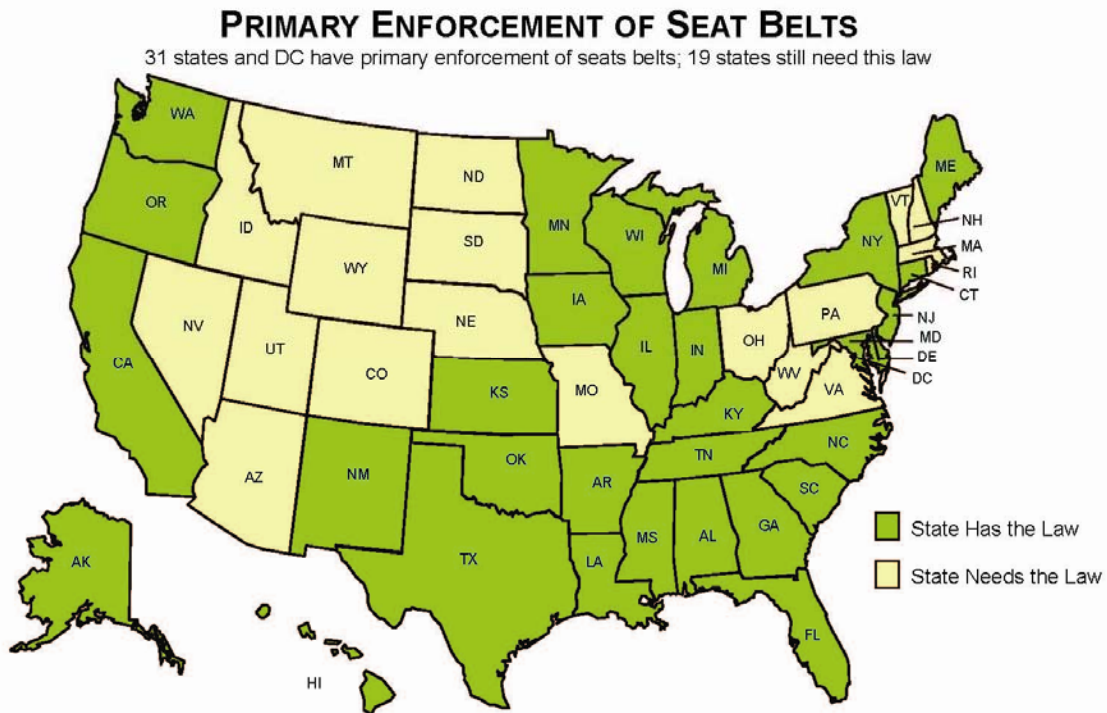 PRIMARY ENFORCEMENT OF SEAT BELTS
31 states and DC have primary enforcement of seats belts; 19 states still need this law
WA
MT
ND
ME
OR
ID
MN
VT
NH
SD
WI
NY
MA
WY
MI
RI
CT
IA
NE
PA
NJ
NV
OH
MD
UT
IL
IN
DE
CA
CO
WV
DC
KS
MO
VA
KY
NC
TN
OK
AZ
NM
AR
SC
State Has the Law
MS
AL
GA
AK
TX
LA
State Needs the Law
FL
HI